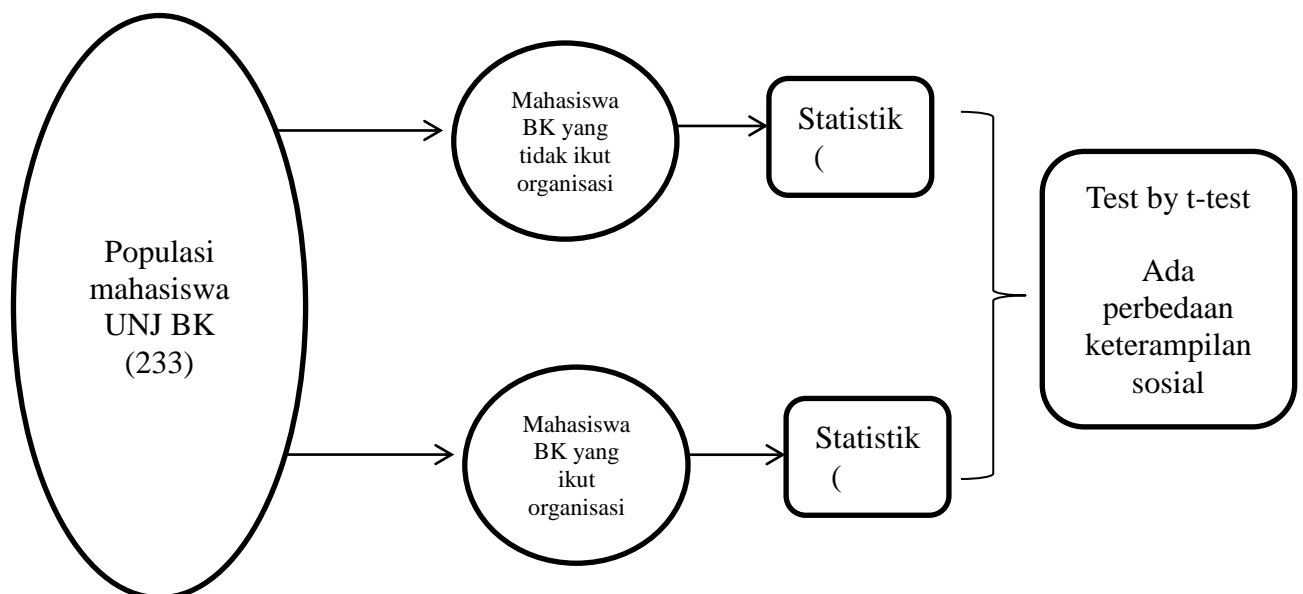 Populasi
mahasiswa
UNJ BK
(233)
Mahasiswa
BK yang
tidak ikut
organisasi
Statistik
(
Mahasiswa
BK yang
ikut
organisasi
Statistik
(
Test by t-test
Ada
perbedaan
keterampilan
sosial